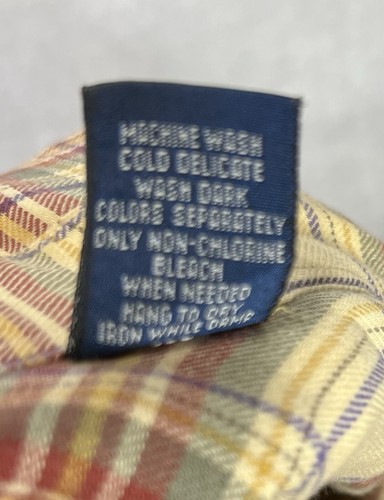 MACHINE WASH
COLD DELICATE
WASH DARK
COLORS SEPARATELY
ONLY NON-CHLORINE
BLEACH
WHEN NEEDED
HANG TO DRY
IRON WHILE DAMP